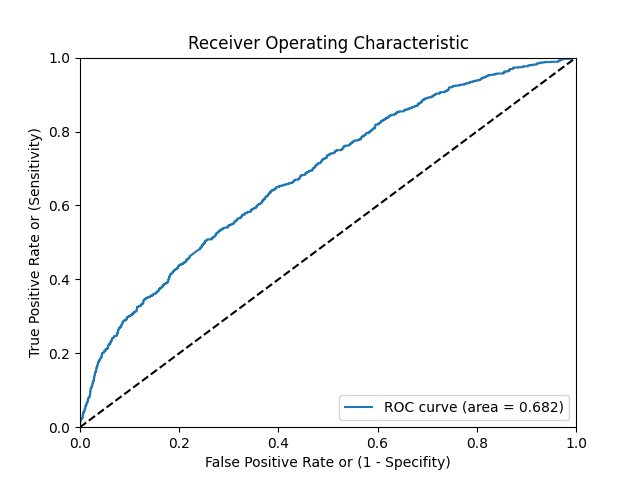 Receiver Operating Characteristic
True Positive Rate or (Sensitivity)
1.0
0.8
0.6
0.4
0.2
0.0
ROC curve (area = 0.682)
0.0 0.2 0.4 0.6 0.8 1.0
False Positive Rate or (1 - Specifity)